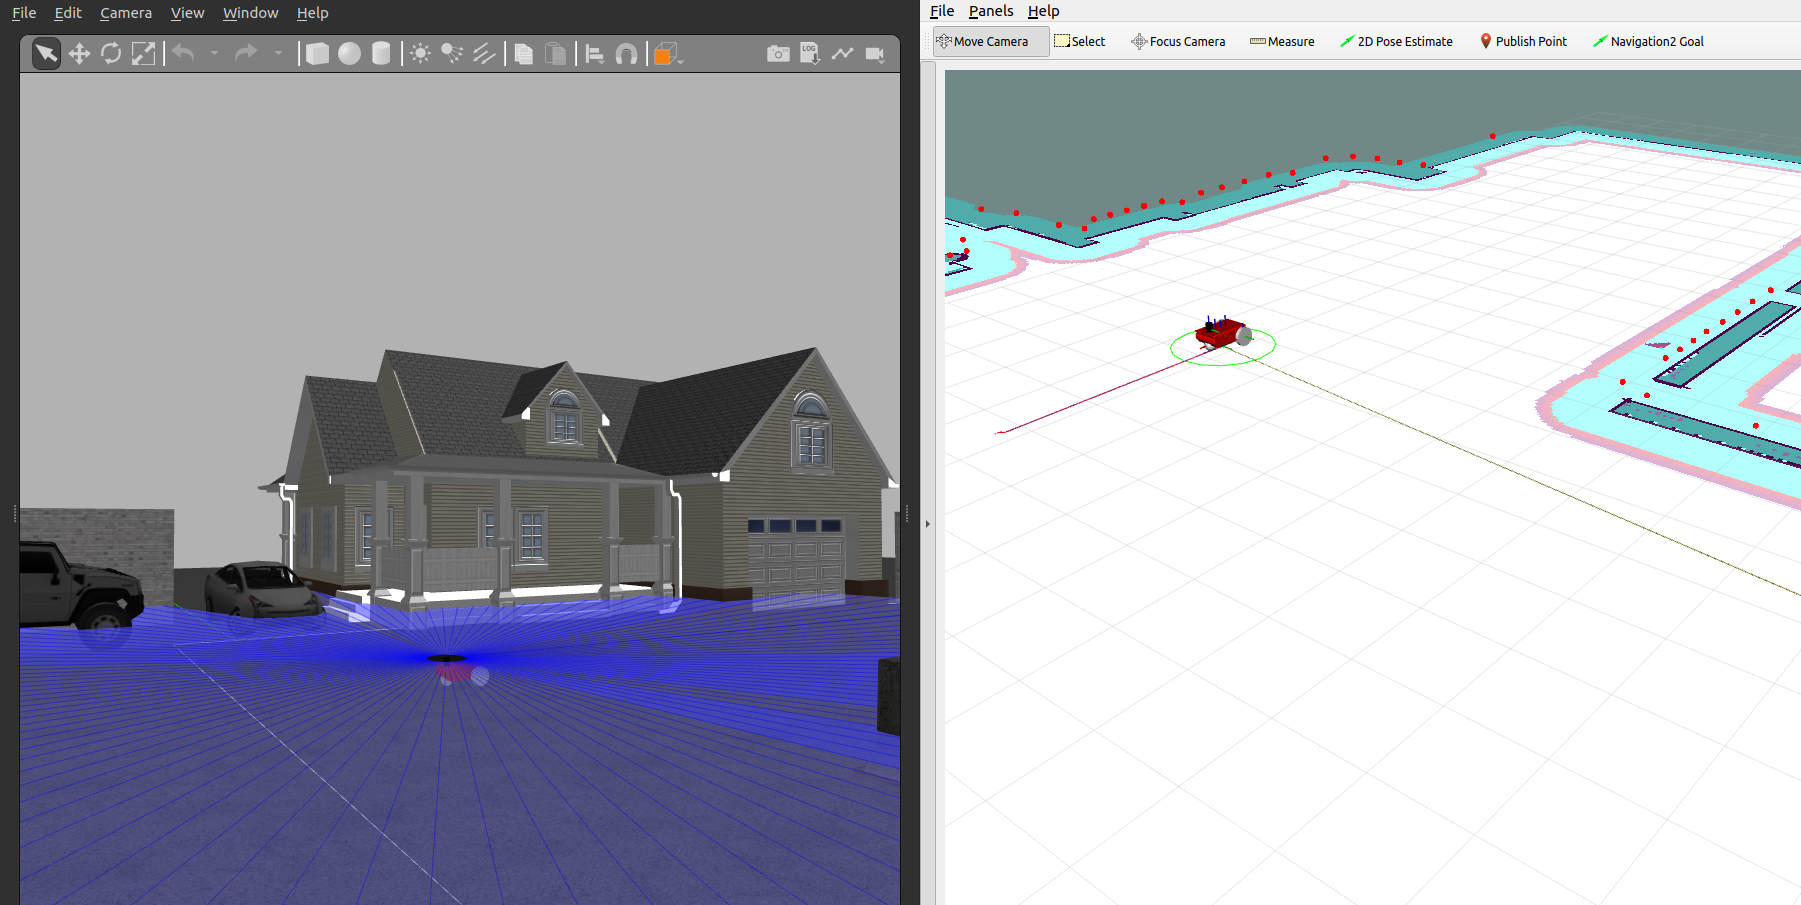 File Edit Camera View Window Help
LOG
File Panels Help
Move Camera Select Focus Camera Measure 2D Pose Estimate Publish Point Navigation2 Goal